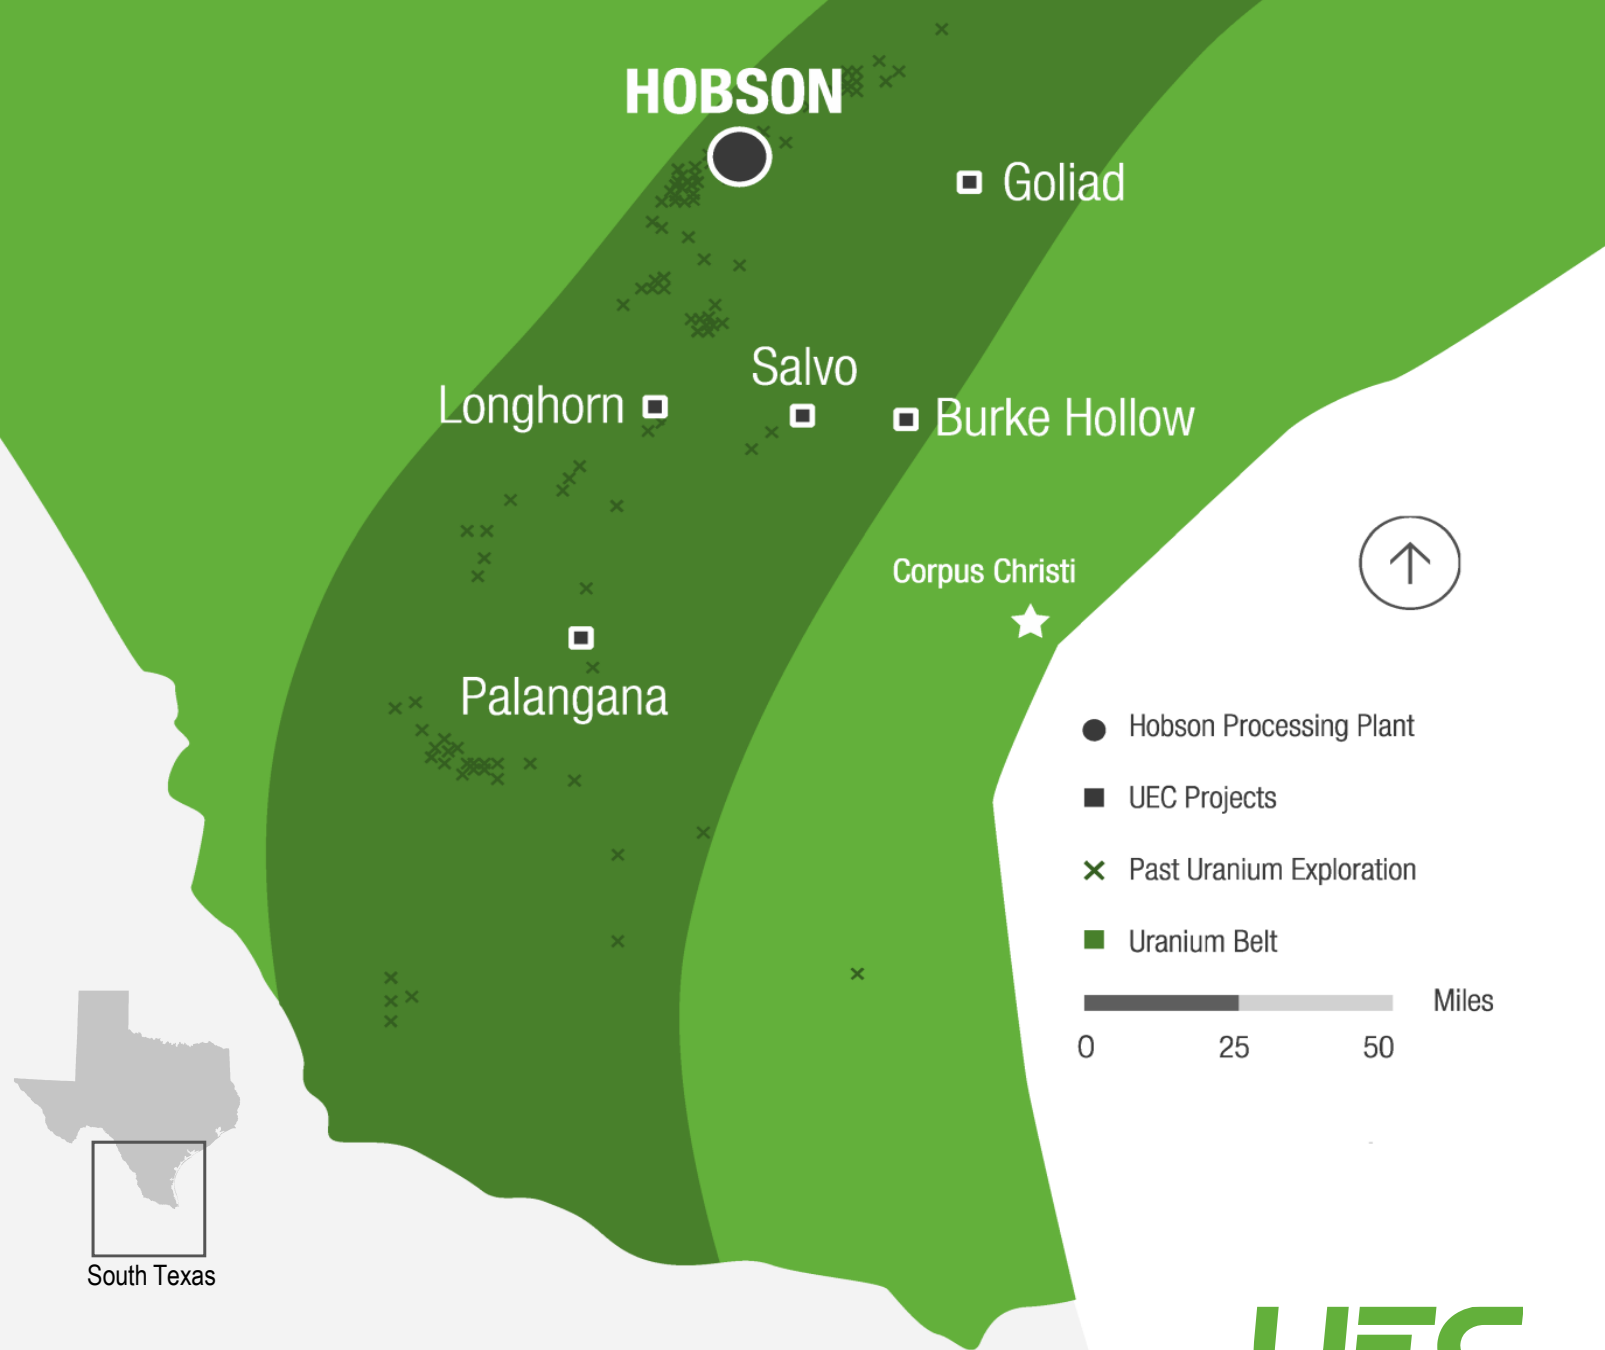 HOBSON
Goliad
Salvo
Longhorn
Burke Hollow
Corpus Christi
Palangana
Hobson Processing Plant
UEC Projects
Past Uranium Exploration
Uranium Belt
Miles
0 25 50
South Texas
UEC